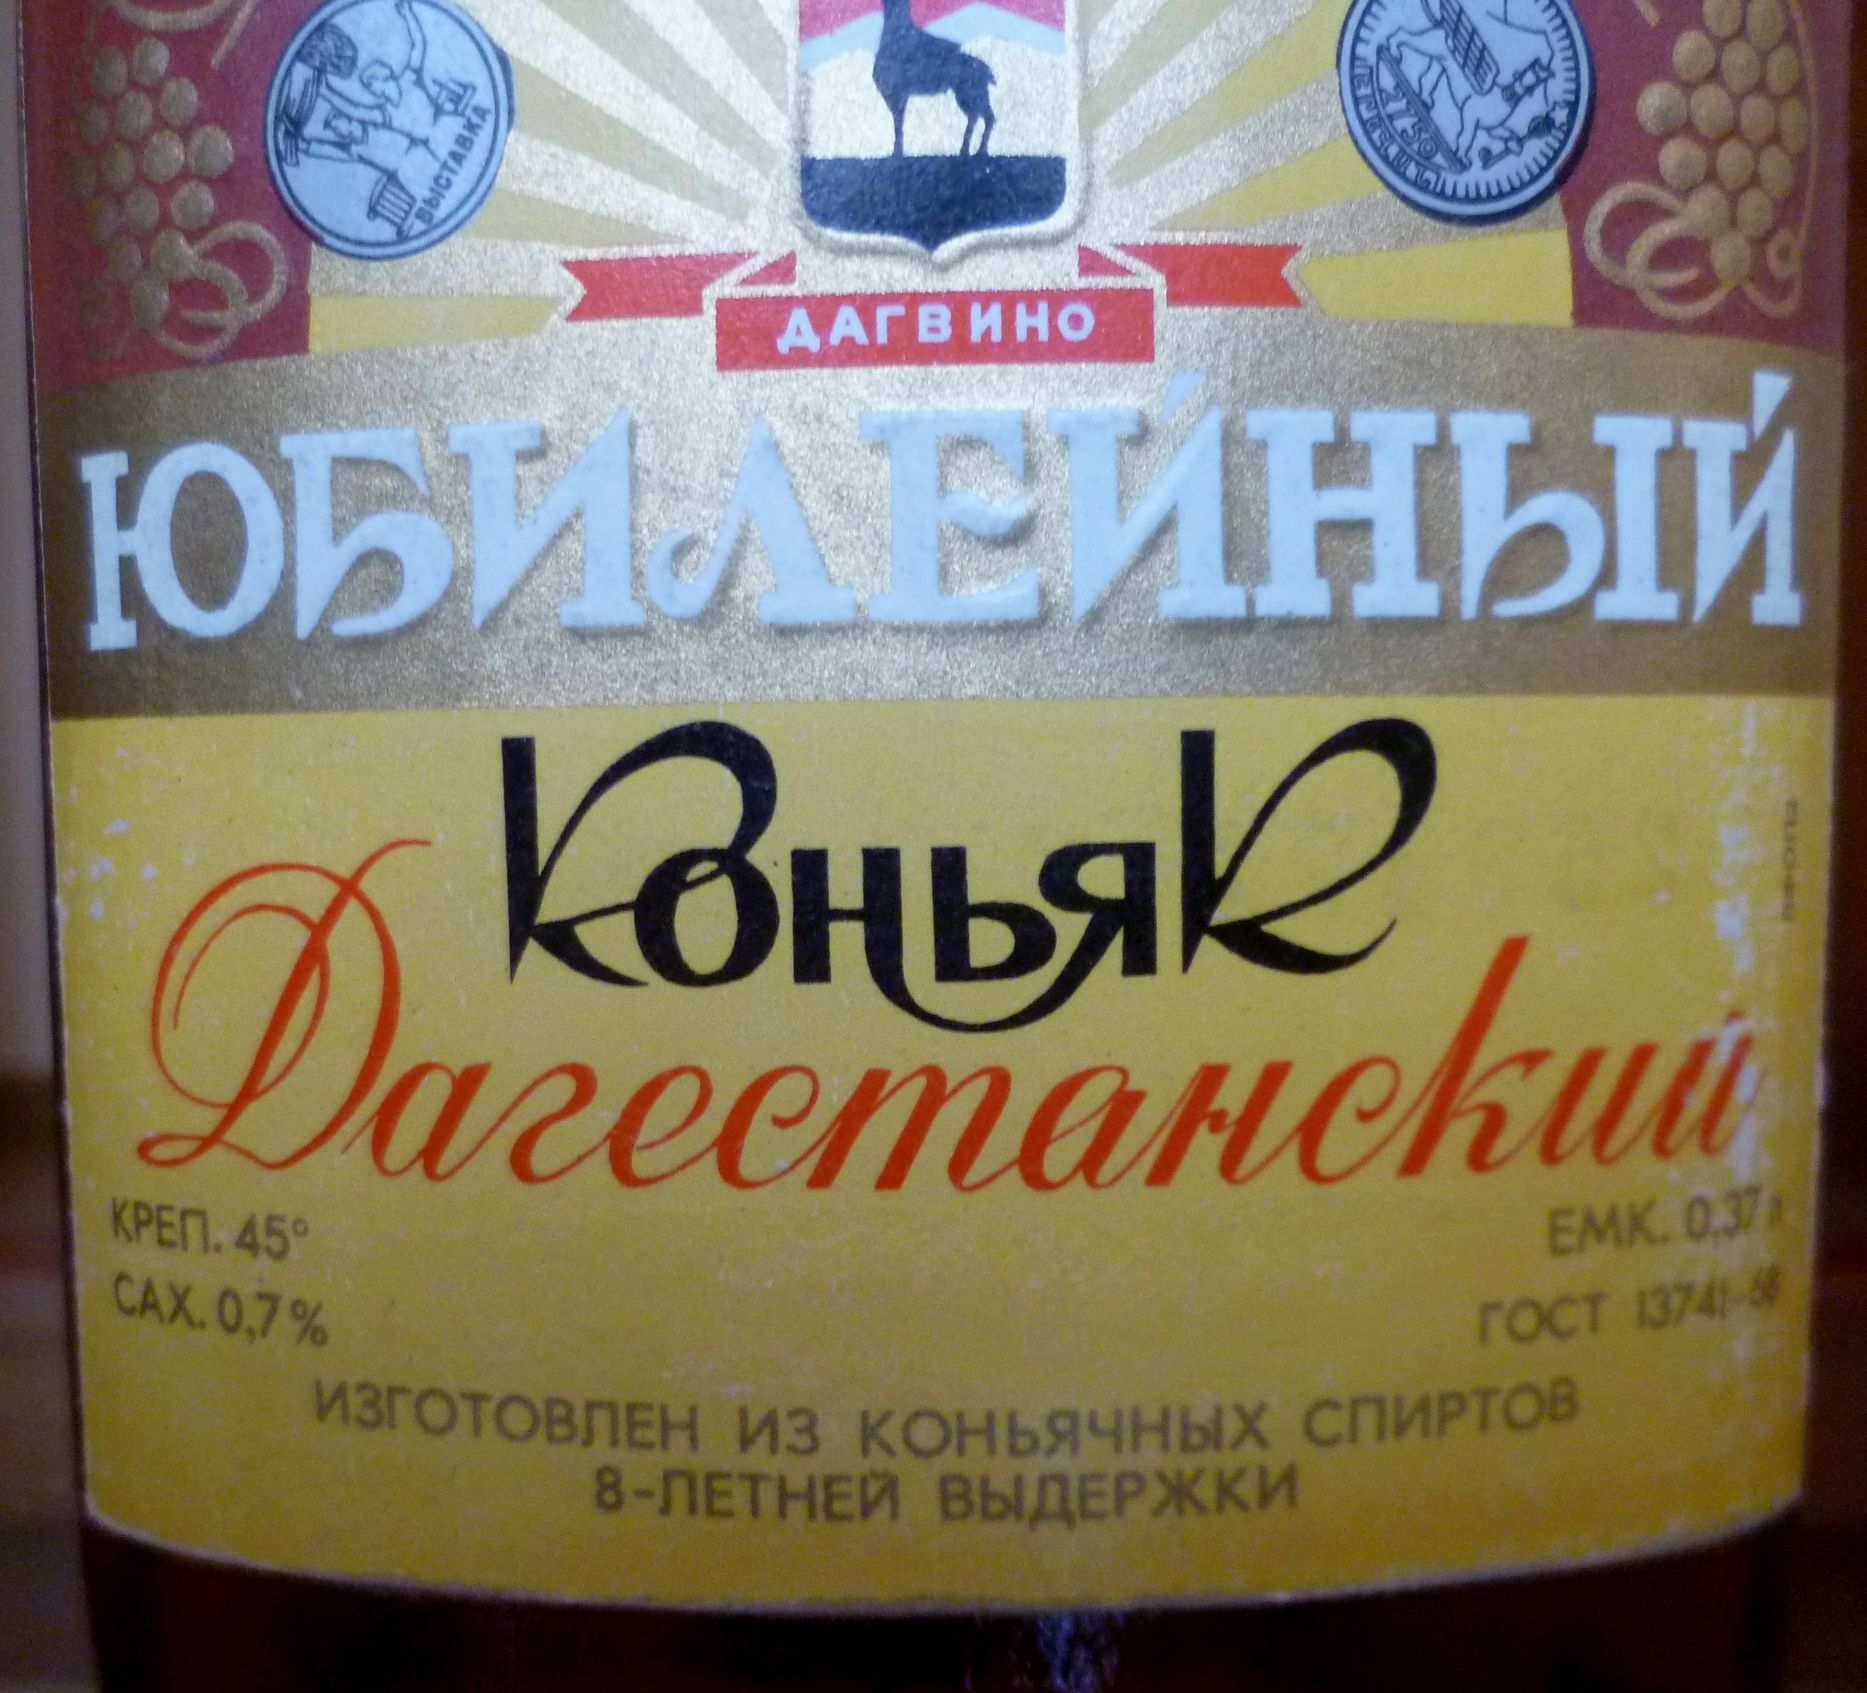 ВЫСТАВКА
ДАГВИНО
ЮБИЛЕЙНЫЙ
Коньяк
Дагестанский
КРЕП. 45°
ЕМК. 0.37 л
САХ. 0,7%
ГОСТ 13741-68
ИЗГОТОВЛЕН ИЗ КОНЬЯЧНЫХ СПИРТОВ
8-ЛЕТНЕЙ ВЫДЕРЖКИ